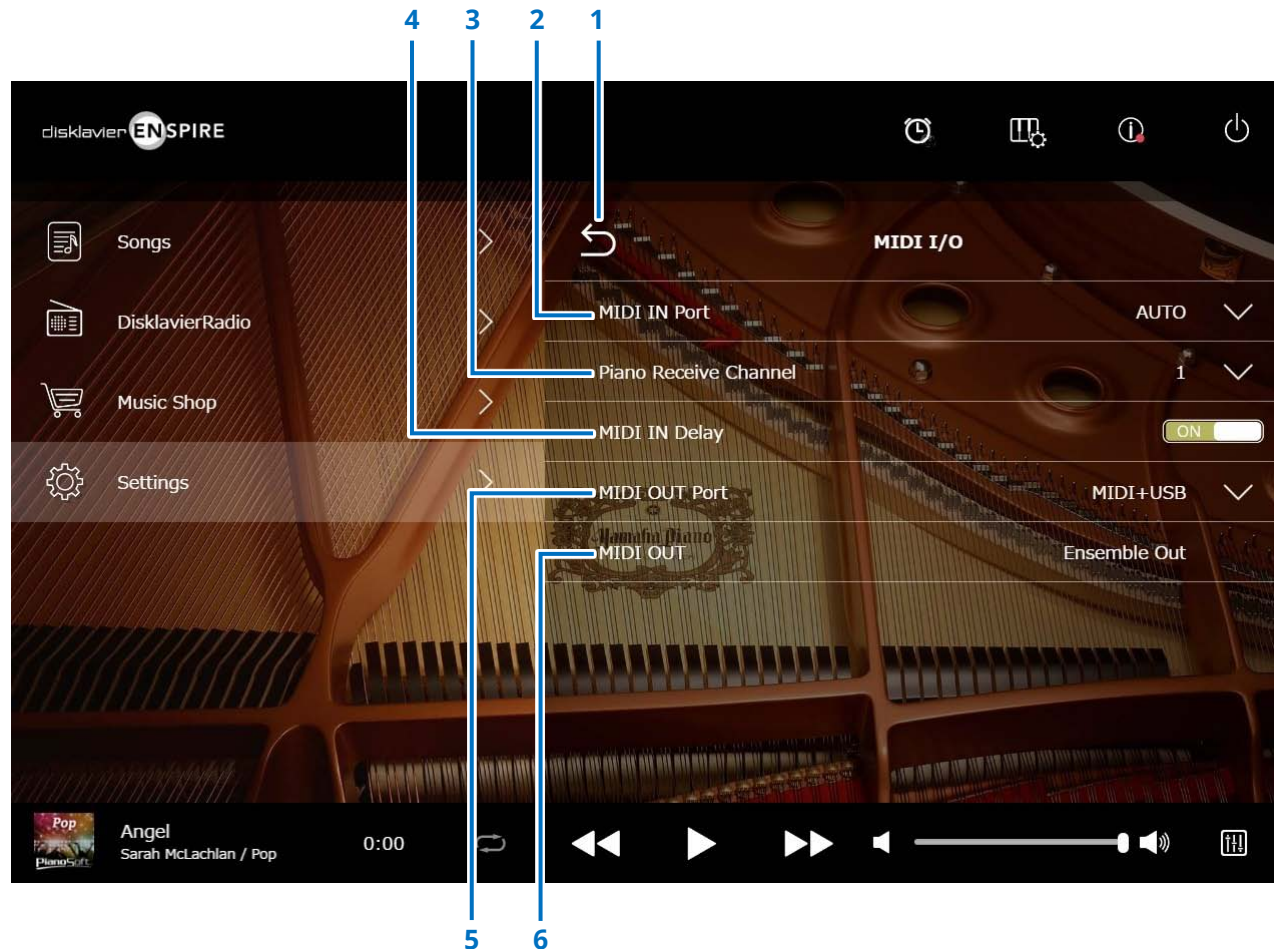 4 3 2 1
disklavier ENSPIRE
Songs
DisklavierRadio
Music Shop
Settings
MIDI I/O
MIDI IN Port AUTO
Piano Receive Channel 1
MIDI IN Delay ON
MIDI OUT Port MIDI+USB
MIDI OUT Ensemble Out
Yamaha Piano
Pop
PianoSoft
Angel
Sarah McLachlan / Pop
0:00
5 6